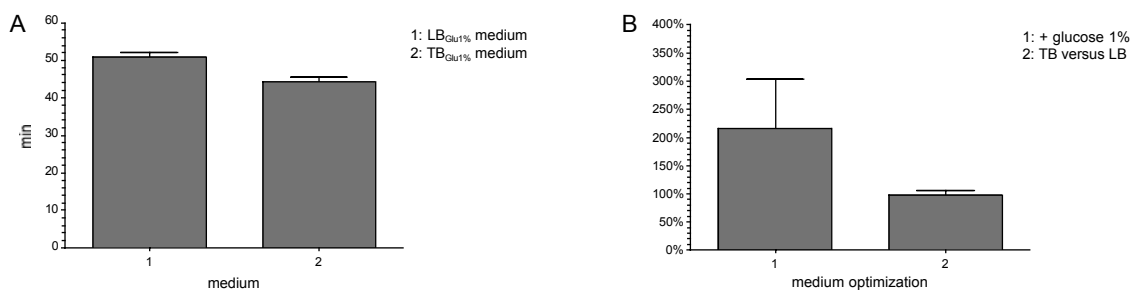 A
min
60
50
40
30
20
10
0
1
2
medium
1: LBGlu1% medium
2: TBGlu1% medium
B
400%
350%
300%
250%
200%
150%
100%
50%
0%
1
2
medium optimization
1: + glucose 1%
2: TB versus LB